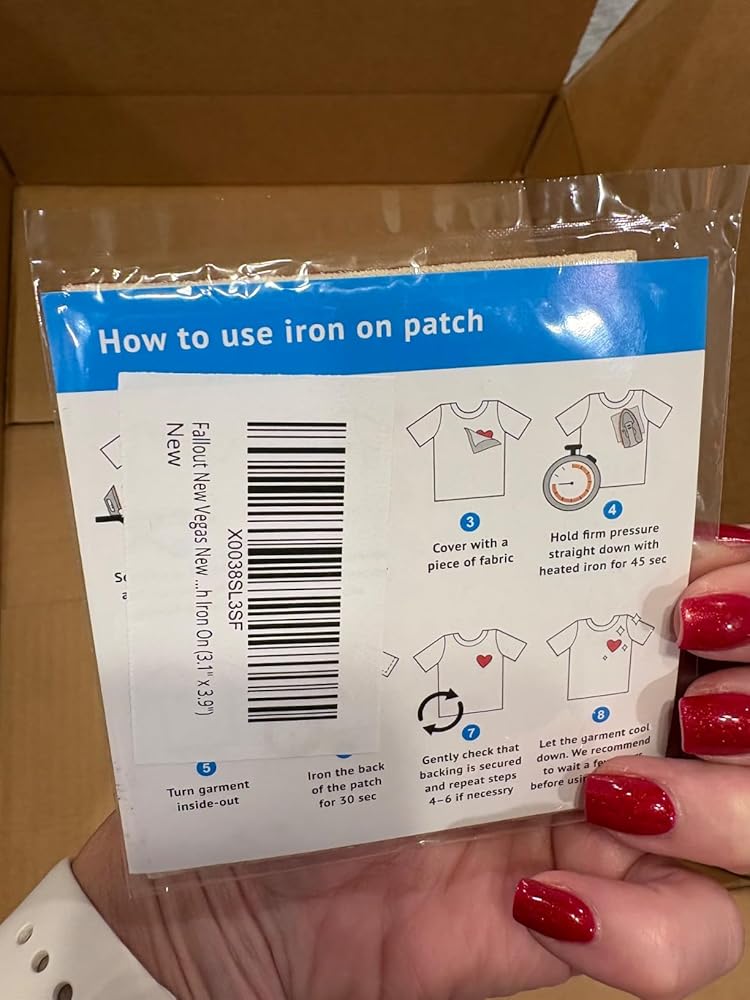 How to use iron on patch
Fallout New Vegas New ...h Iron On (3.1" x 3.9")
New
X0038SL3SF
3
Cover with a
piece of fabric
4
Hold firm pressure
straight down with
heated iron for 45 sec
5
Turn garment
inside-out
Iron the back
of the patch
for 30 sec
7
Gently check that
backing is secured
and repeat steps
4–6 if necessry
8
Let the garment cool
down. We recommend
to wait a
before